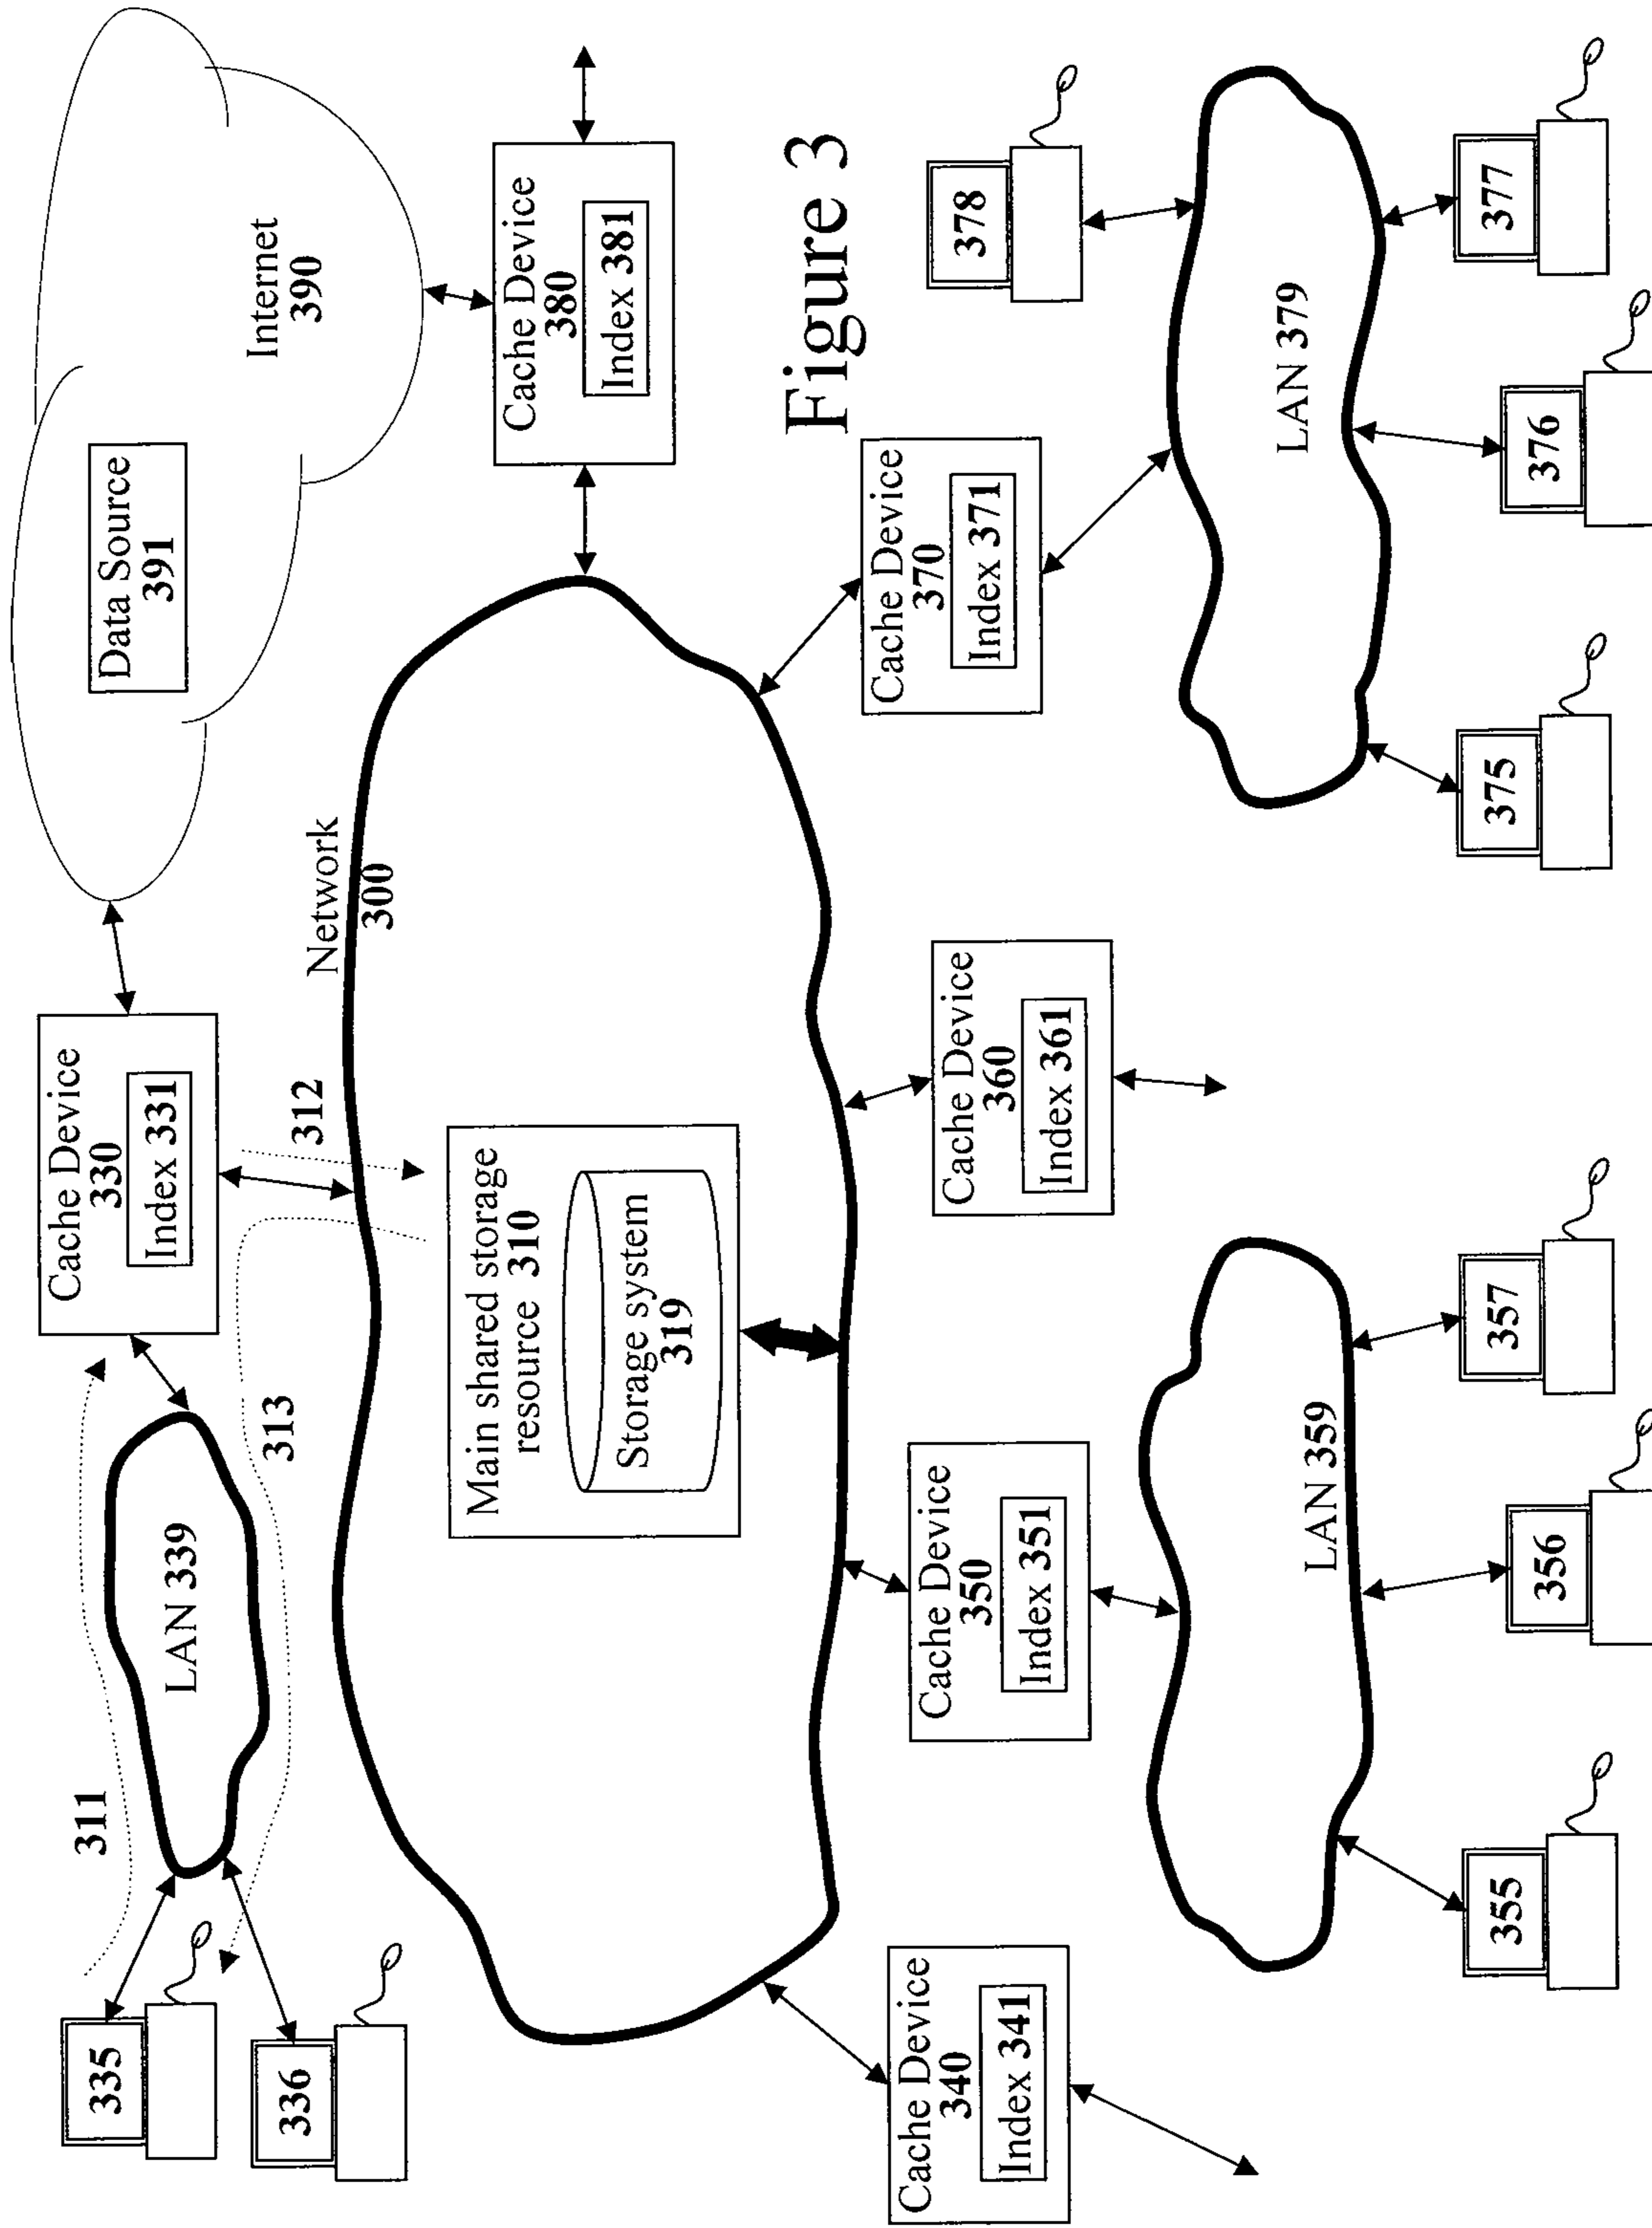 Data Source
391
Internet
390
Cache Device
330
Index 331
312
Network
300
Cache Device
380
Index 381
311
LAN 339
313
335
336
Main shared storage
resource 310
Storage system
319
Figure 3
Cache Device
340
Index 341
Cache Device
350
Index 351
Cache Device
360
Index 361
Cache Device
370
Index 371
378
LAN 359
LAN 379
355
356
357
375
376
377